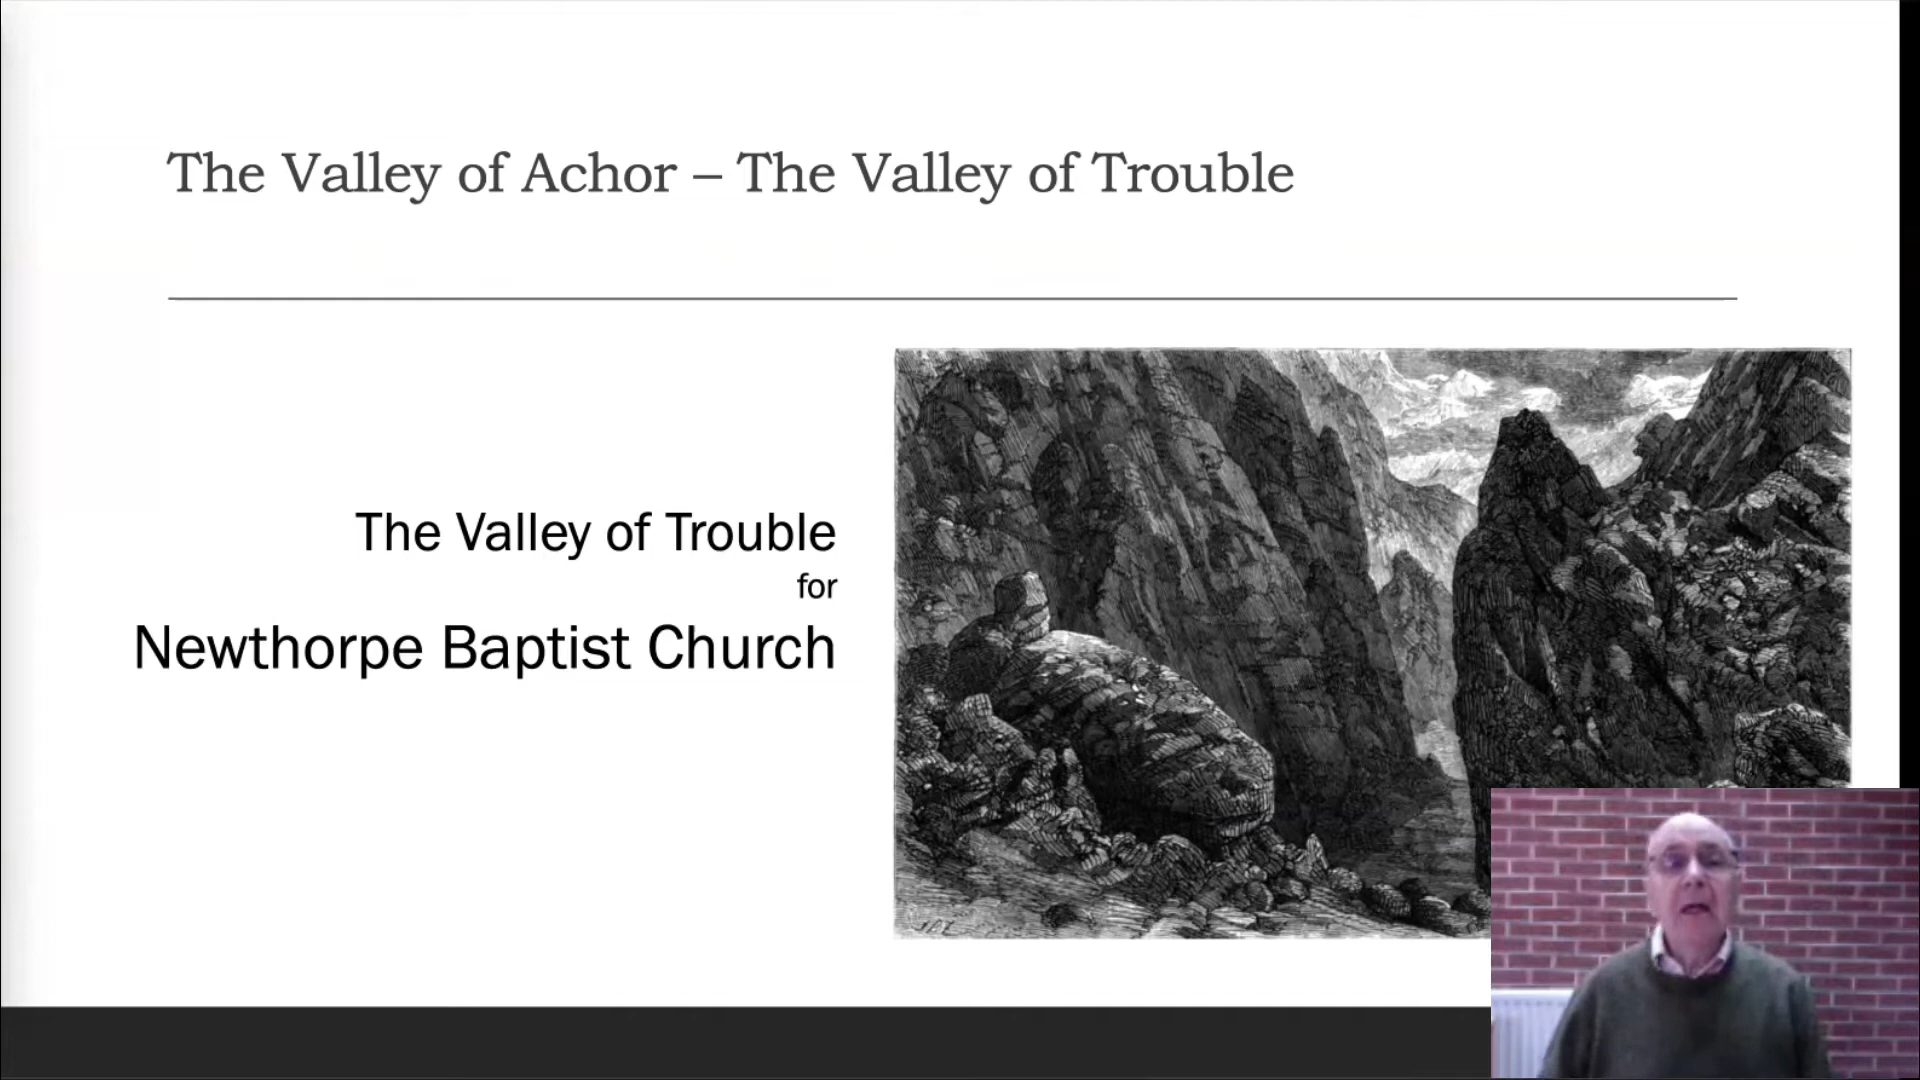 The Valley of Achor – The Valley of Trouble
The Valley of Trouble
for
Newthorpe Baptist Church